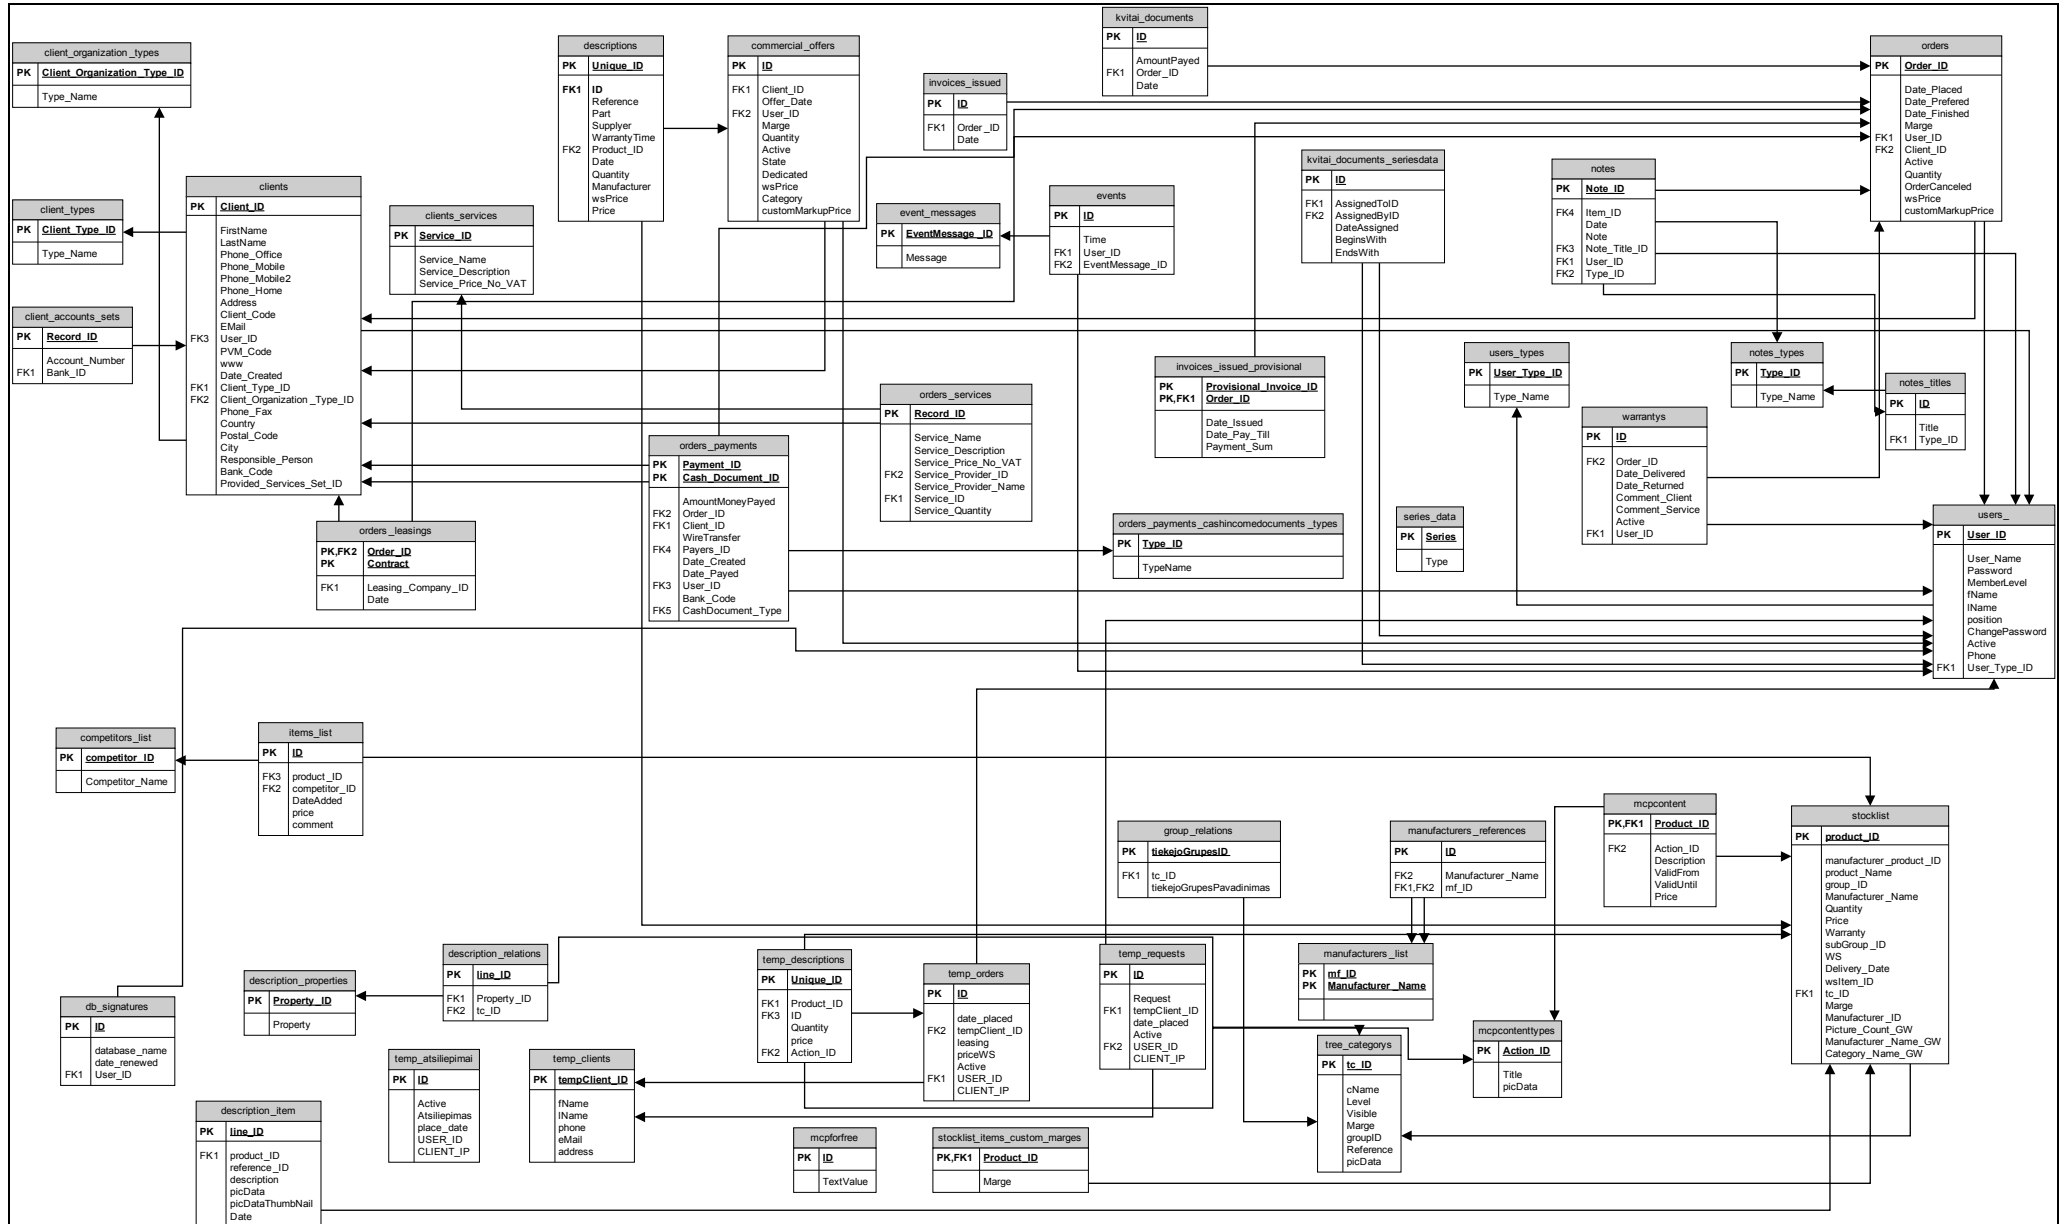 client_organization_types
PK Client_Organization_Type_ID
Type_Name
client_types
PK Client_Type_ID
Type_Name
client_accounts_sets
PK Record_ID
Account_Number
FK1 Bank_ID
clients
PK Client_ID
FirstName
LastName
Phone_Office
Phone_Mobile
Phone_Mobile2
Phone_Home
Address
Client_Code
EMail
FK3 User_ID
PVM_Code
www
Date_Created
FK1 Client_Type_ID
FK2 Client_Organization_Type_ID
Phone_Fax
Country
Postal_Code
City
Responsible_Person
Bank_Code
Provided_Services_Set_ID
clients_services
PK Service_ID
Service_Name
Service_Description
Service_Price_No_VAT
descriptions
PK Unique_ID
FK1 ID
Reference
Part
Supplyer
WarrantyTime
FK2 Product_ID
Date
Quantity
Manufacturer
wsPrice
Price
commercial_offers
PK ID
FK1 Client_ID
Offer_Date
FK2 User_ID
Marge
Quantity
Active
State
Dedicated
wsPrice
Category
customMarkupPrice
invoices_issued
PK ID
FK1 Order_ID
Date
kvitai_documents
PK ID
AmountPayed
FK1 Order_ID
Date
event_messages
PK EventMessage_ID
Message
events
PK ID
Time
FK1 User_ID
FK2 EventMessage_ID
kvitai_documents_seriesdata
PK ID
FK1 AssignedToID
FK2 AssignedByID
DateAssigned
BeginsWith
EndsWith
notes
PK Note_ID
FK4 Item_ID
Date
Note
FK3 Note_Title_ID
FK1 User_ID
FK2 Type_ID
orders
PK Order_ID
Date_Placed
Date_Prefered
Date_Finished
Marge
FK1 User_ID
FK2 Client_ID
Active
Quantity
OrderCanceled
wsPrice
customMarkupPrice
orders_leasings
PK,FK2 Order_ID
PK Contract
FK1 Leasing_Company_ID
Date
orders_payments
PK Payment_ID
PK Cash_Document_ID
AmountMoneyPayed
FK2 Order_ID
FK1 Client_ID
WireTransfer
FK4 Payers_ID
Date_Created
Date_Payed
FK3 User_ID
Bank_Code
FK5 CashDocument_Type
orders_services
PK Record_ID
Service_Name
Service_Description
Service_Price_No_VAT
FK2 Service_Provider_ID
Service_Provider_Name
FK1 Service_ID
Service_Quantity
invoices_issued_provisional
PK Provisional_Invoice_ID
PK,FK1 Order_ID
Date_Issued
Date_Pay_Till
Payment_Sum
orders_payments_cashincomedocuments_types
PK Type_ID
TypeName
users_types
PK User_Type_ID
Type_Name
series_data
PK Series
Type
warrantys
PK ID
FK2 Order_ID
Date_Delivered
Date_Returned
Comment_Client
Comment_Service
Active
FK1 User_ID
notes_types
PK Type_ID
Type_Name
notes_titles
PK ID
Title
FK1 Type_ID
users_
PK User_ID
User_Name
Password
MemberLevel
fName
lName
position
ChangePassword
Active
Phone
FK1 User_Type_ID
competitors_list
PK competitor_ID
Competitor_Name
items_list
PK ID
FK3 product_ID
FK2 competitor_ID
DateAdded
price
comment
group_relations
PK tiekejoGrupesID
FK1 tc_ID
tiekejoGrupesPavadinimas
manufacturers_references
PK ID
FK2 Manufacturer_Name
FK1,FK2 mf_ID
mcpcontent
PK,FK1 Product_ID
FK2 Action_ID
Description
ValidFrom
ValidUntil
Price
stocklist
PK product_ID
manufacturer_product_ID
product_Name
group_ID
Manufacturer_Name
Quantity
Price
Warranty
subGroup_ID
WS
Delivery_Date
wsItem_ID
FK1 tc_ID
Marge
Manufacturer_ID
Picture_Count_GW
Manufacturer_Name_GW
Category_Name_GW
db_signatures
PK ID
database_name
date_renewed
FK1 User_ID
description_properties
PK Property_ID
Property
description_relations
PK line_ID
FK1 Property_ID
FK2 tc_ID
temp_descriptions
PK Unique_ID
FK1 Product_ID
FK3 ID
Quantity
price
FK2 Action_ID
temp_orders
PK ID
date_placed
FK2 tempClient_ID
leasing
priceWS
Active
FK1 USER_ID
CLIENT_IP
temp_requests
PK ID
Request
FK1 tempClient_ID
date_placed
Active
FK2 USER_ID
CLIENT_IP
manufacturers_list
PK mf_ID
PK Manufacturer_Name
tree_categorys
PK tc_ID
cName
Level
Visible
Marge
groupID
Reference
picData
mcpcontenttypes
PK Action_ID
Title
picData
temp_atsiliepimai
PK ID
Active
Atsiliepimas
place_date
USER_ID
CLIENT_IP
temp_clients
PK tempClient_ID
fName
lName
phone
eMail
address
description_item
PK line_ID
FK1 product_ID
reference_ID
description
picData
picDataThumbNail
Date
mcpforfree
PK ID
TextValue
stocklist_items_custom_marges
PK,FK1 Product_ID
Marge